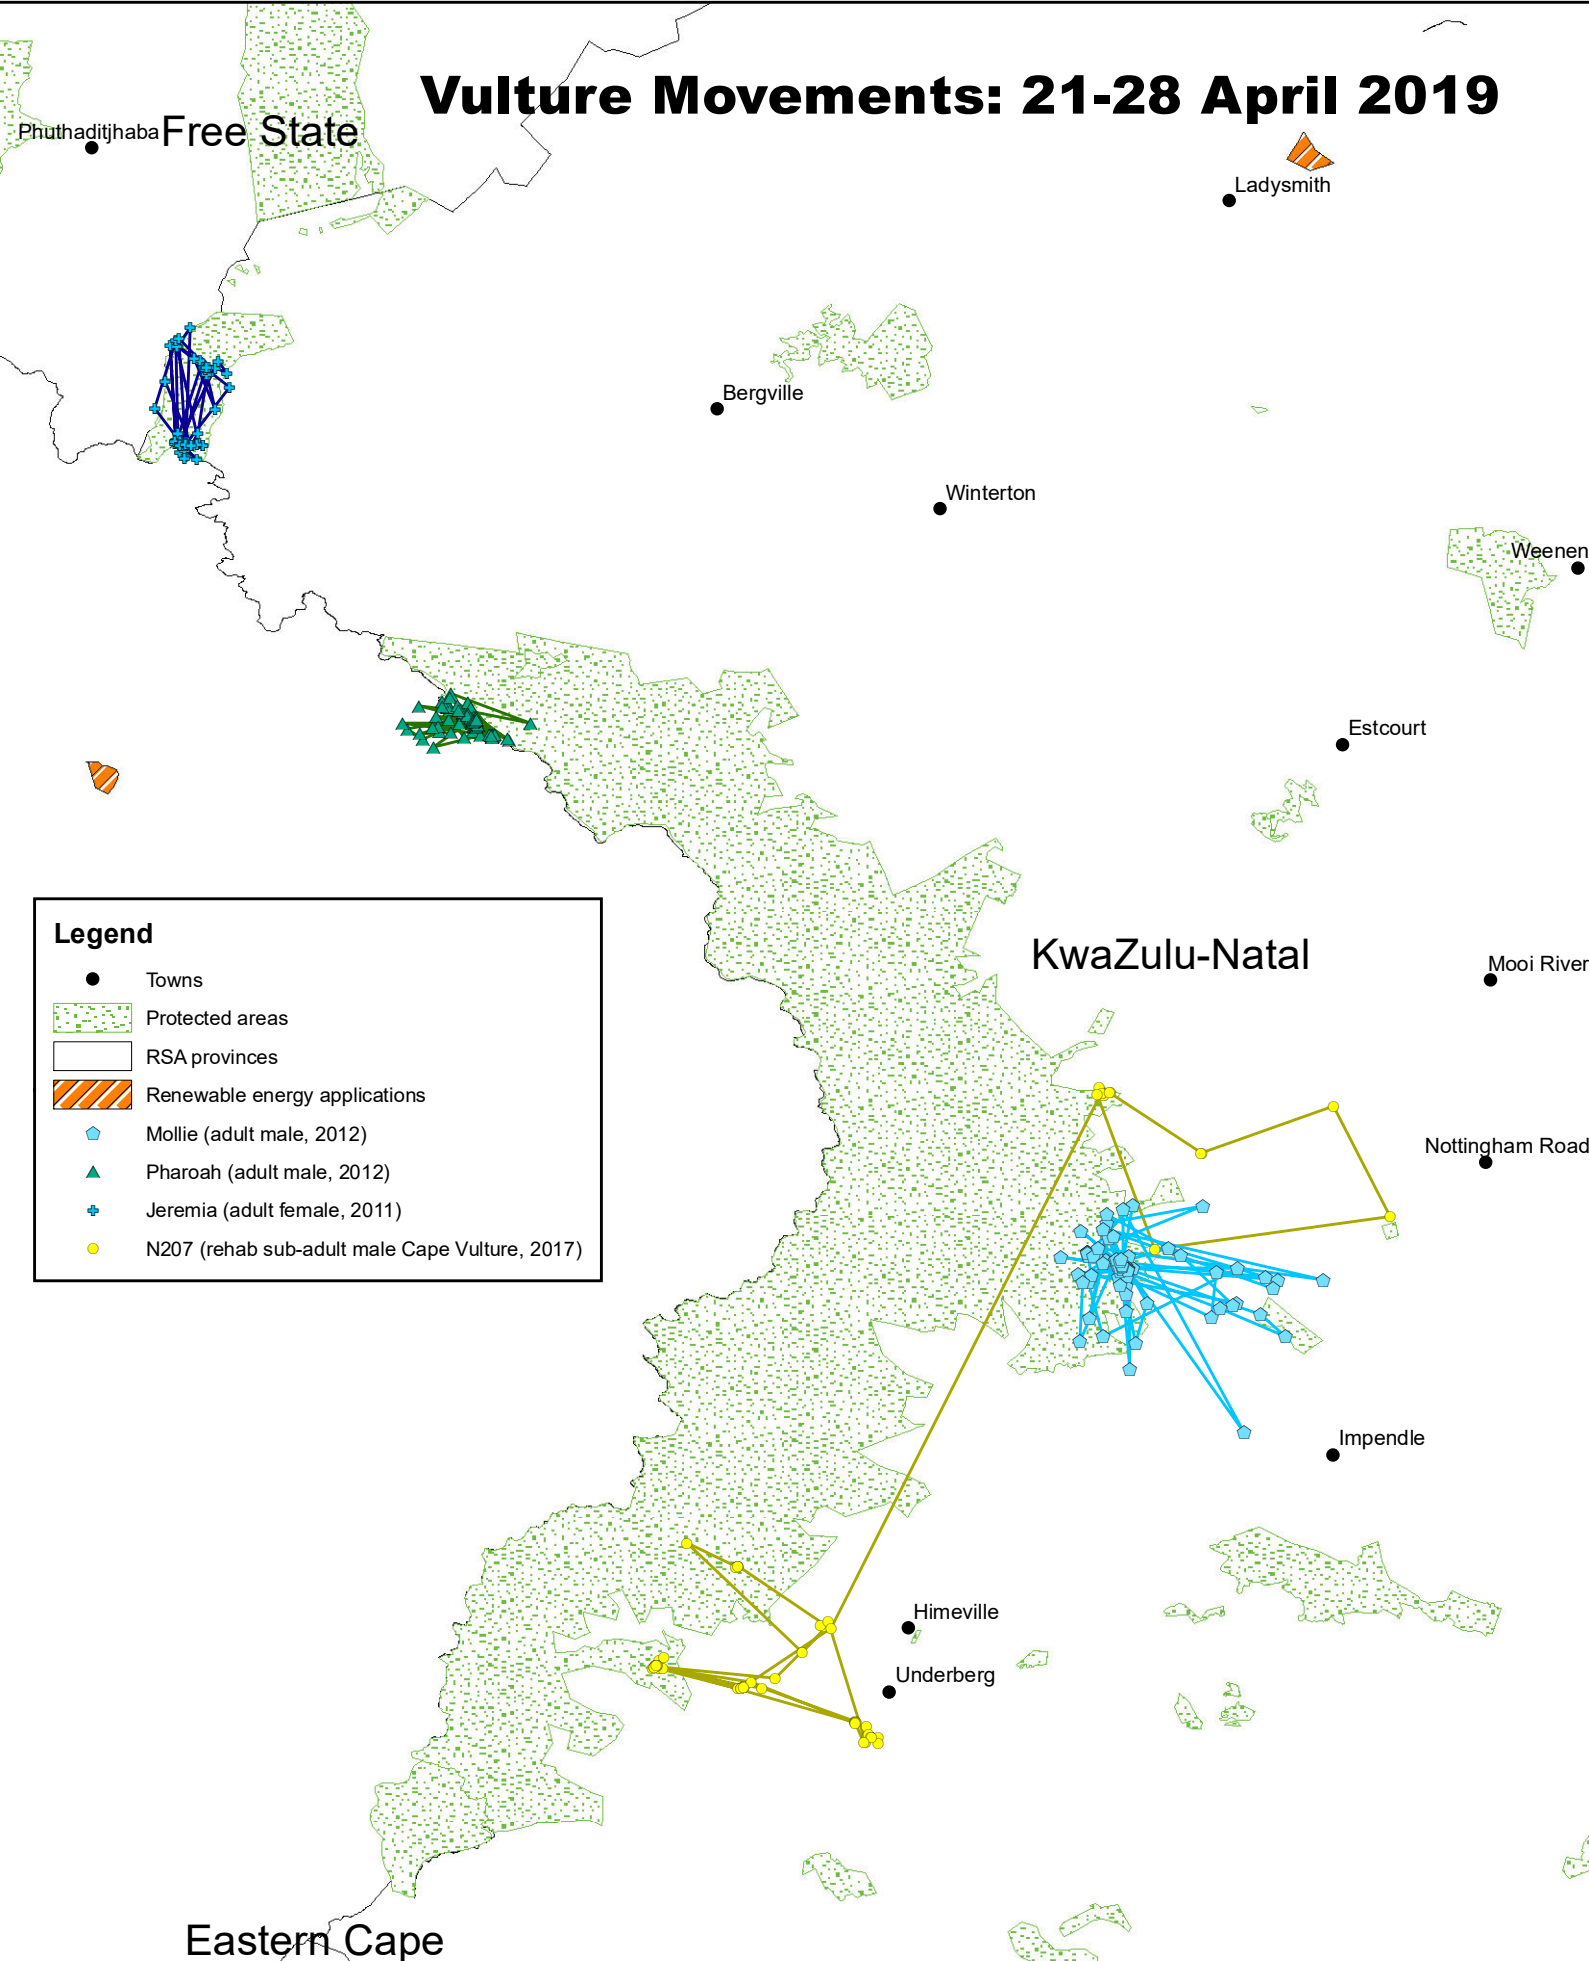 Vulture Movements: 21-28 April 2019
Phuthaditjhaba
Free State
Ladysmith
Bergville
Winterton
Weenen
Estcourt
KwaZulu-Natal
Mooi River
Nottingham Road
Impendle
Himeville
Underberg
Eastern Cape
Legend
Towns
Protected areas
RSA provinces
Renewable energy applications
Mollie (adult male, 2012)
Pharoah (adult male, 2012)
Jeremia (adult female, 2011)
N207 (rehab sub-adult male Cape Vulture, 2017)